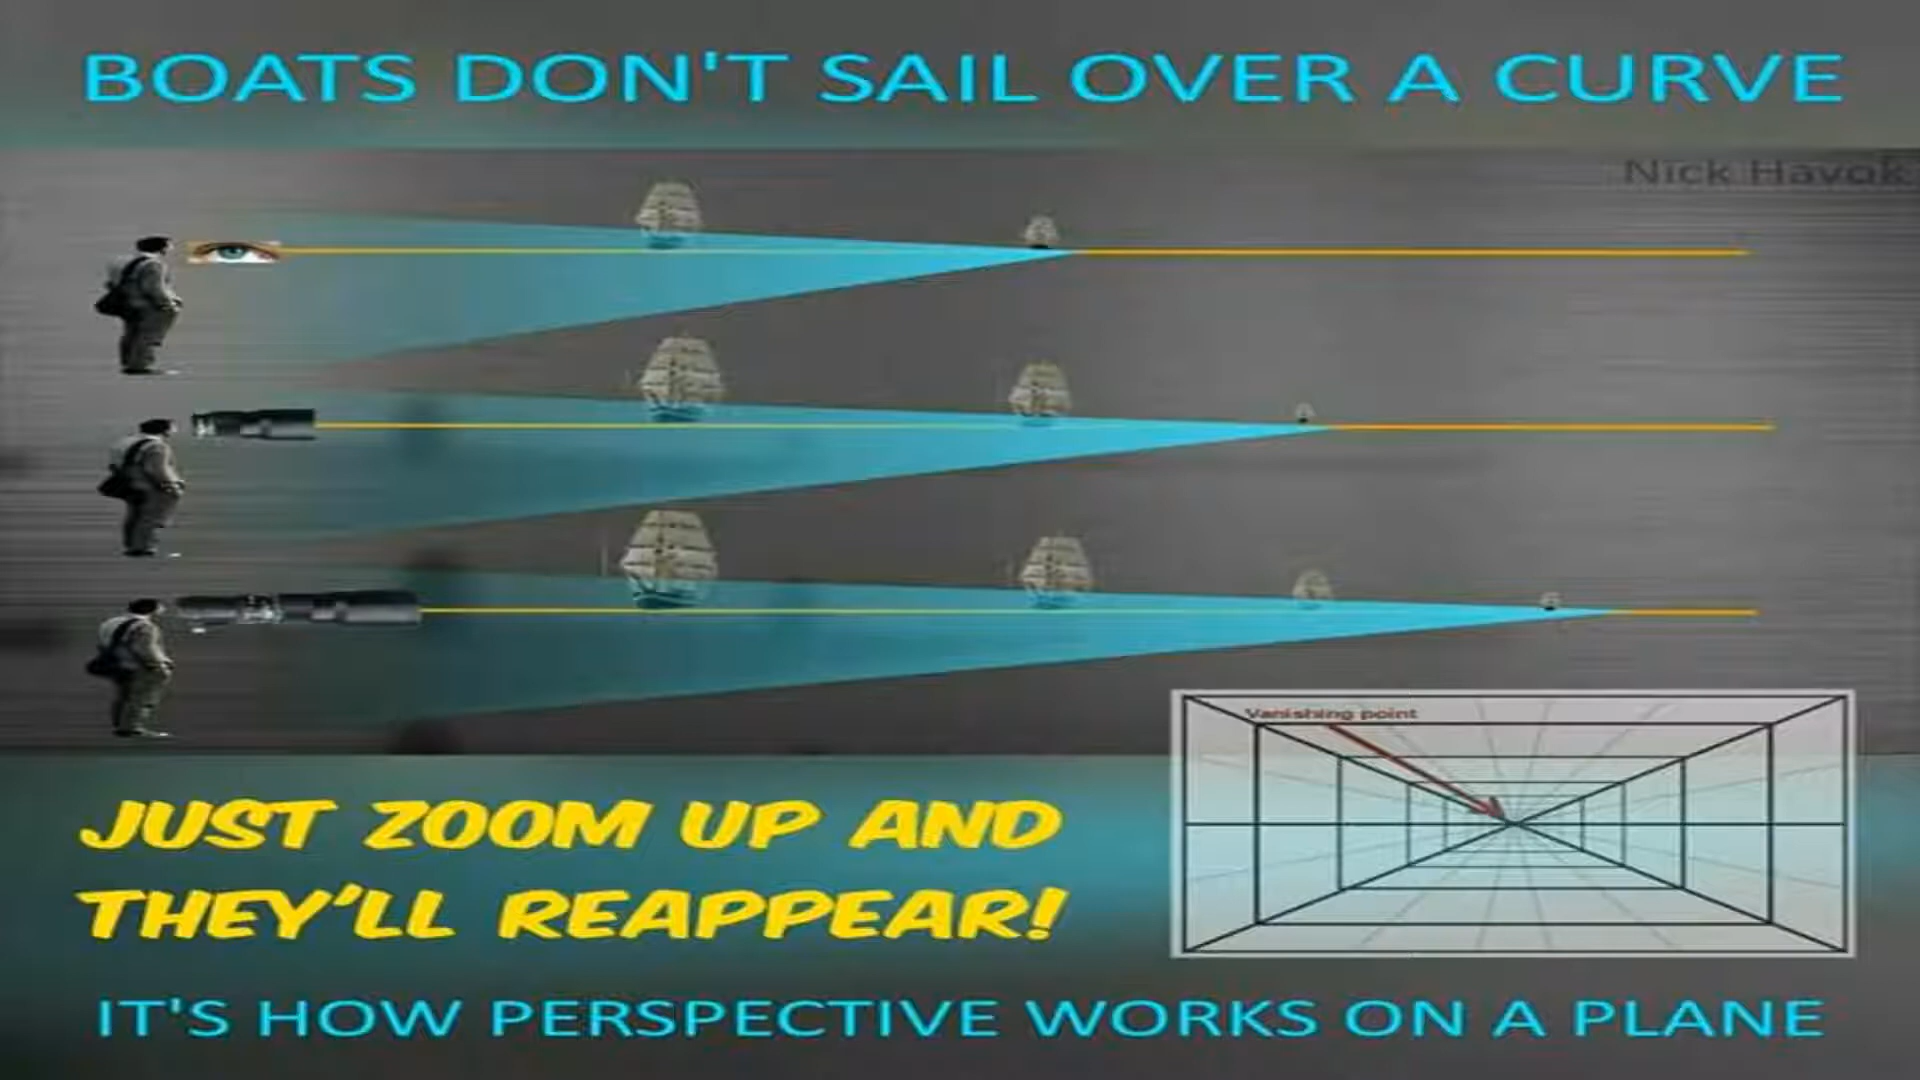 BOATS DON'T SAIL OVER A CURVE
Nick Havok
Vanishing point
JUST ZOOM UP AND
THEY'LL REAPPEAR!
IT'S HOW PERSPECTIVE WORKS ON A PLANE